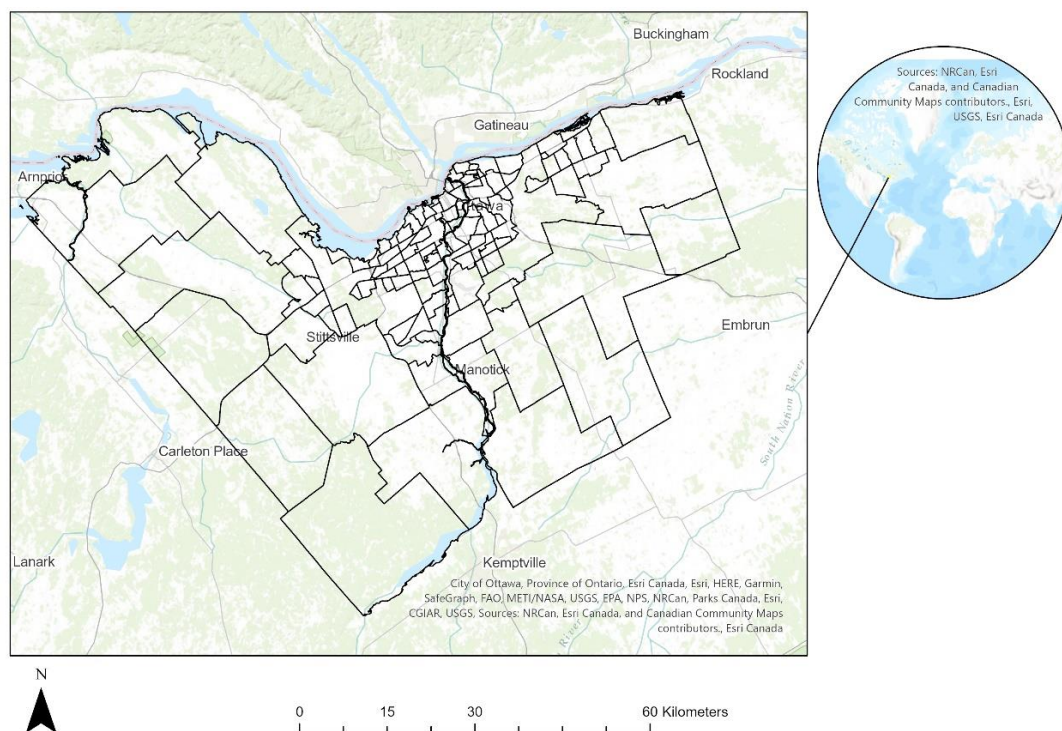 Buckingham
Rockland
Gatineau
Arnprior
Ottawa
Stittsville
Manotick
Embrun
South Nation River
Carleton Place
Lanark
Kemptville
City of Ottawa, Province of Ontario, Esri Canada, Esri, HERE, Garmin,
SafeGraph, FAO, METI/NASA, USGS, EPA, NPS, NRCan, Parks Canada, Esri,
CGIAR, USGS, Sources: NRCan, Esri Canada, and Canadian Community Maps
contributors., Esri Canada
River
Sources: NRCan, Esri
Canada, and Canadian
Community Maps contributors., Esri,
USGS, Esri Canada
N
0 15 30 60 Kilometers